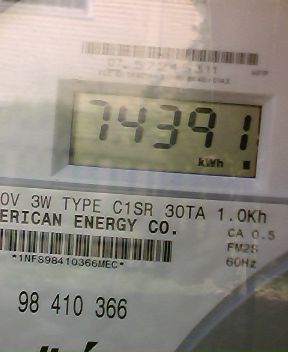 74391
kWh
0V 3W TYPE C1SR 30TA 1.0Kh
ERICAN ENERGY CO.
CA 0.5
FM2S
*1NFS98410366MEC*
60Hz
98 410 366